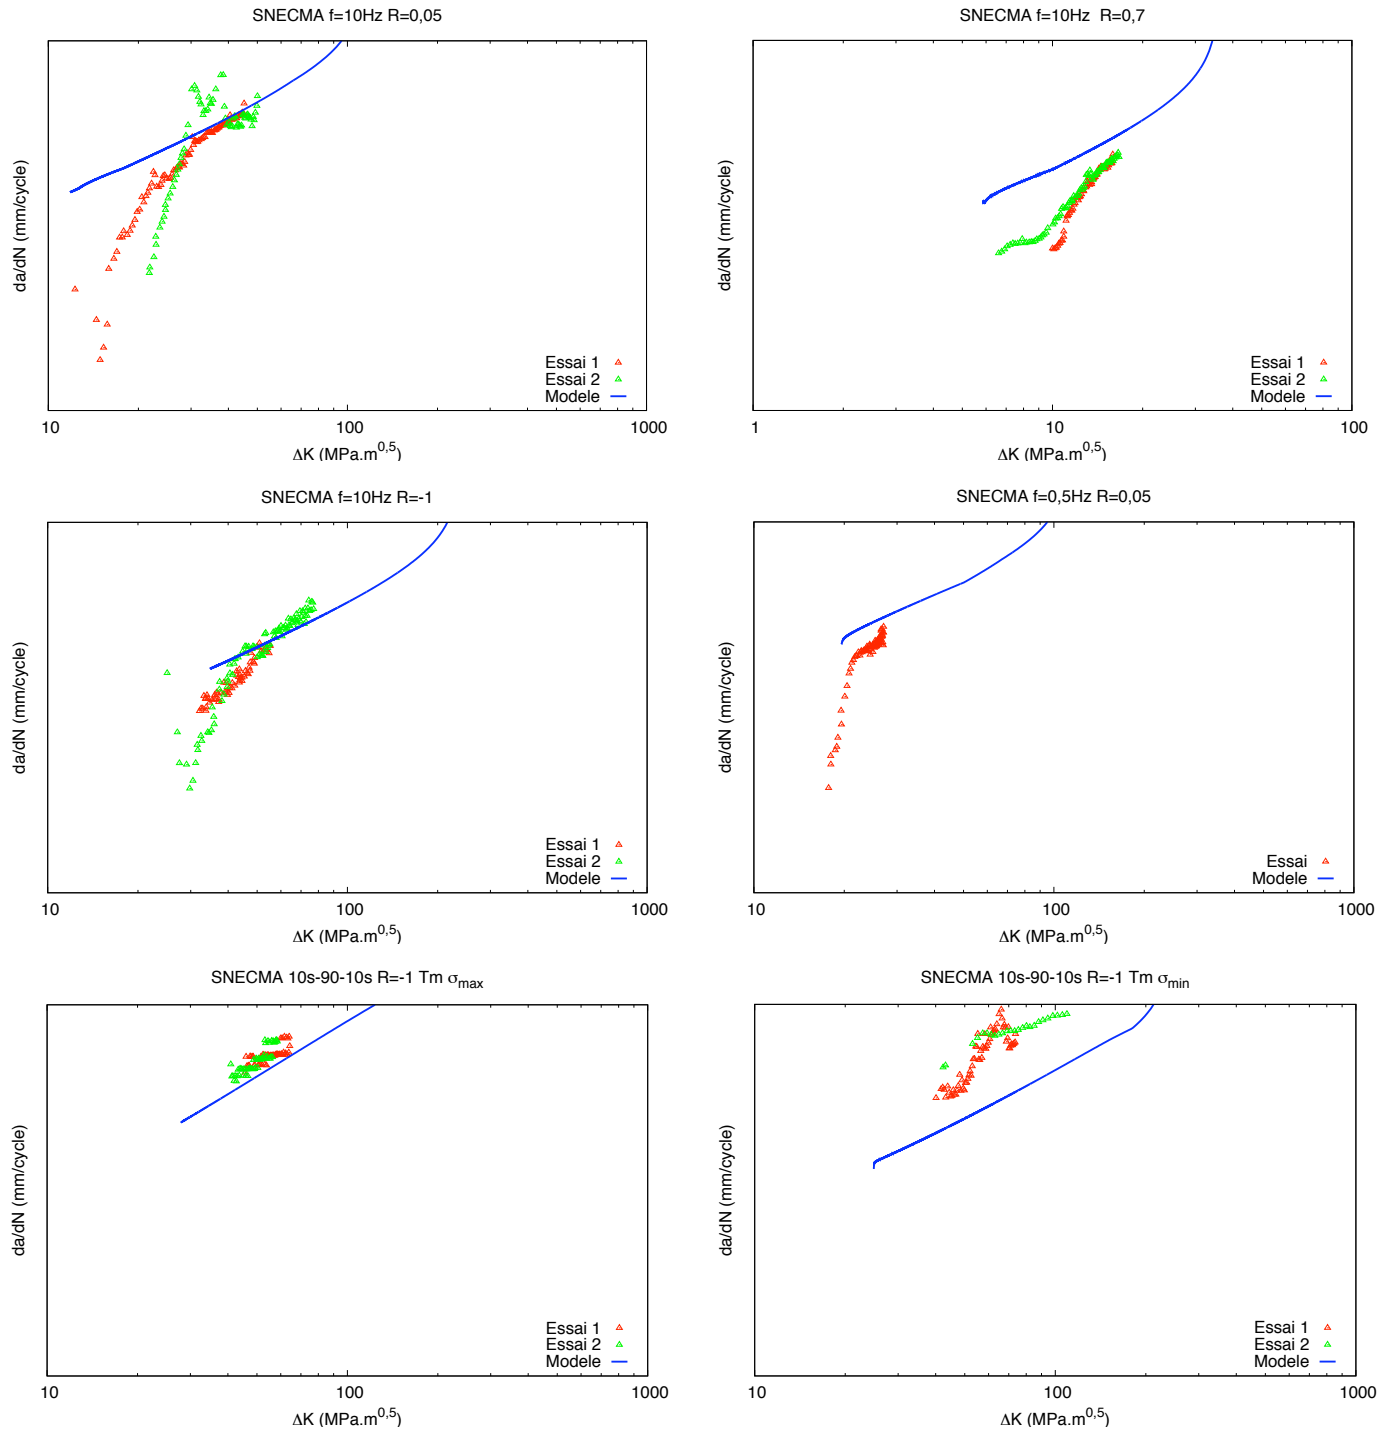 SNECMA f=10Hz R=0,05
da/dN (mm/cycle)
Essai 1
Essai 2
Modele
10 100 1000
ΔK (MPa.m^0,5)
SNECMA f=10Hz R=0,7
da/dN (mm/cycle)
Essai 1
Essai 2
Modele
1 10 100
ΔK (MPa.m^0,5)
SNECMA f=10Hz R=-1
da/dN (mm/cycle)
Essai 1
Essai 2
Modele
10 100 1000
ΔK (MPa.m^0,5)
SNECMA f=0,5Hz R=0,05
da/dN (mm/cycle)
Essai
Modele
10 100 1000
ΔK (MPa.m^0,5)
SNECMA 10s-90-10s R=-1 Tm σmax
da/dN (mm/cycle)
Essai 1
Essai 2
Modele
10 100 1000
ΔK (MPa.m^0,5)
SNECMA 10s-90-10s R=-1 Tm σmin
da/dN (mm/cycle)
Essai 1
Essai 2
Modele
10 100 1000
ΔK (MPa.m^0,5)